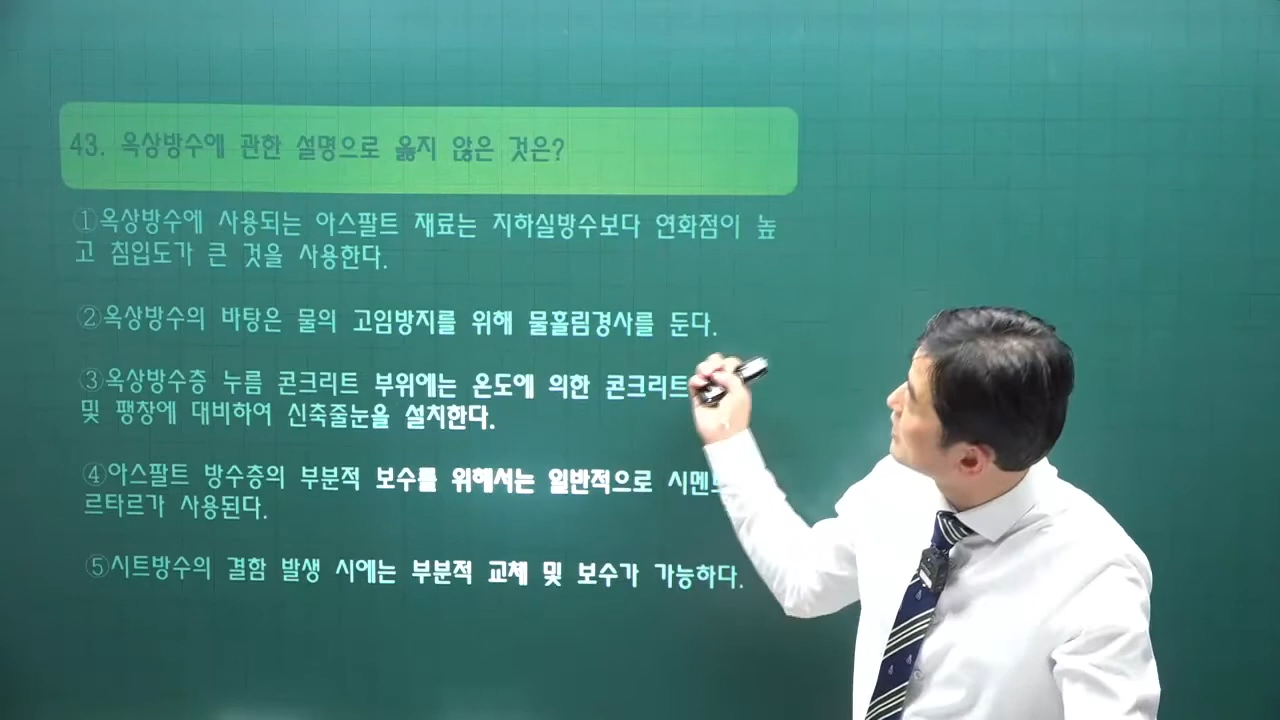 43. 옥상방수에 관한 설명으로 옳지 않은 것은?
①옥상방수에 사용되는 아스팔트 재료는 지하실방수보다 연화점이 높
고 침입도가 큰 것을 사용한다.
②옥상방수의 바탕은 물의 고임방지를 위해 물흘림경사를 둔다.
③옥상방수층 누름 콘크리트 부위에는 온도에 의한 콘크리트
및 팽창에 대비하여 신축줄눈을 설치한다.
④아스팔트 방수층의 부분적 보수를 위해서는 일반적으로
르타르가 사용된다.
⑤시트방수의 결함 발생 시에는 부분적 교체 및 보수가 가능하다.